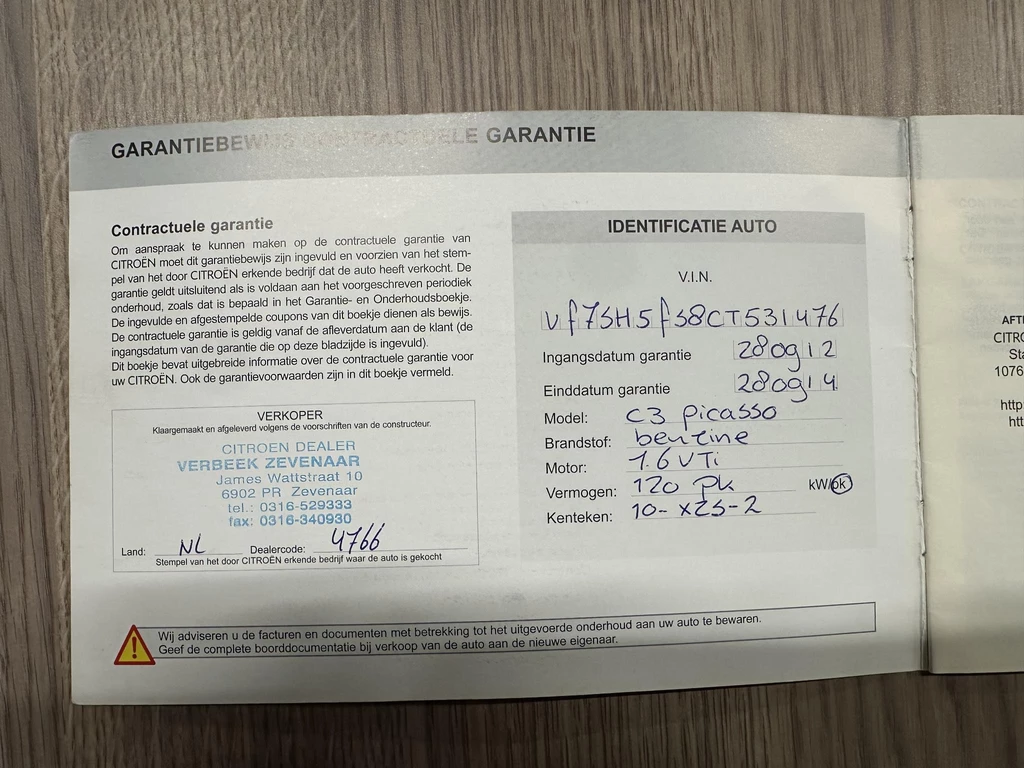 GARANTIEBEWIJS CONTRACTUELE GARANTIE
Contractuele garantie
Om aanspraak te kunnen maken op de contractuele garantie van
CITROËN moet dit garantiebewijs zijn ingevuld en voorzien van het stem-
pel van het door CITROËN erkende bedrijf dat de auto heeft verkocht. De
garantie geldt uitsluitend als is voldaan aan het voorgeschreven periodiek
onderhoud, zoals dat is bepaald in het Garantie- en Onderhoudsboekje.
De ingevulde en afgestempelde coupons van dit boekje dienen als bewijs.
De contractuele garantie is geldig vanaf de afleverdatum aan de klant (de
ingangsdatum van de garantie die op deze bladzijde is ingevuld).
Dit boekje bevat uitgebreide informatie over de contractuele garantie voor
uw CITROËN. Ook de garantievoorwaarden zijn in dit boekje vermeld.
VERKOPER
Klaargemaakt en afgeleverd volgens de voorschriften van de constructeur.
CITROEN DEALER
VERBEEK ZEVENAAR
James Wattstraat 10
6902 PR Zevenaar
tel.: 0316-529333
fax: 0316-340930
Land: NL Dealercode: 4766
Stempel van het door CITROËN erkende bedrijf waar de auto is gekocht
IDENTIFICATIE AUTO
V.I.N.
Vf7SH5fS8CT531476
Ingangsdatum garantie 280912
Einddatum garantie 280914
Model: C3 picasso
Brandstof: benzine
Motor: 1.6 VTi
Vermogen: 120 pk kW/pk
Kenteken: 10-XZS-2
Wij adviseren u de facturen en documenten met betrekking tot het uitgevoerde onderhoud aan uw auto te bewaren.
Geef de complete boorddocumentatie bij verkoop van de auto aan de nieuwe eigenaar.
AFT
CITRO
Sta
1076
http
htt